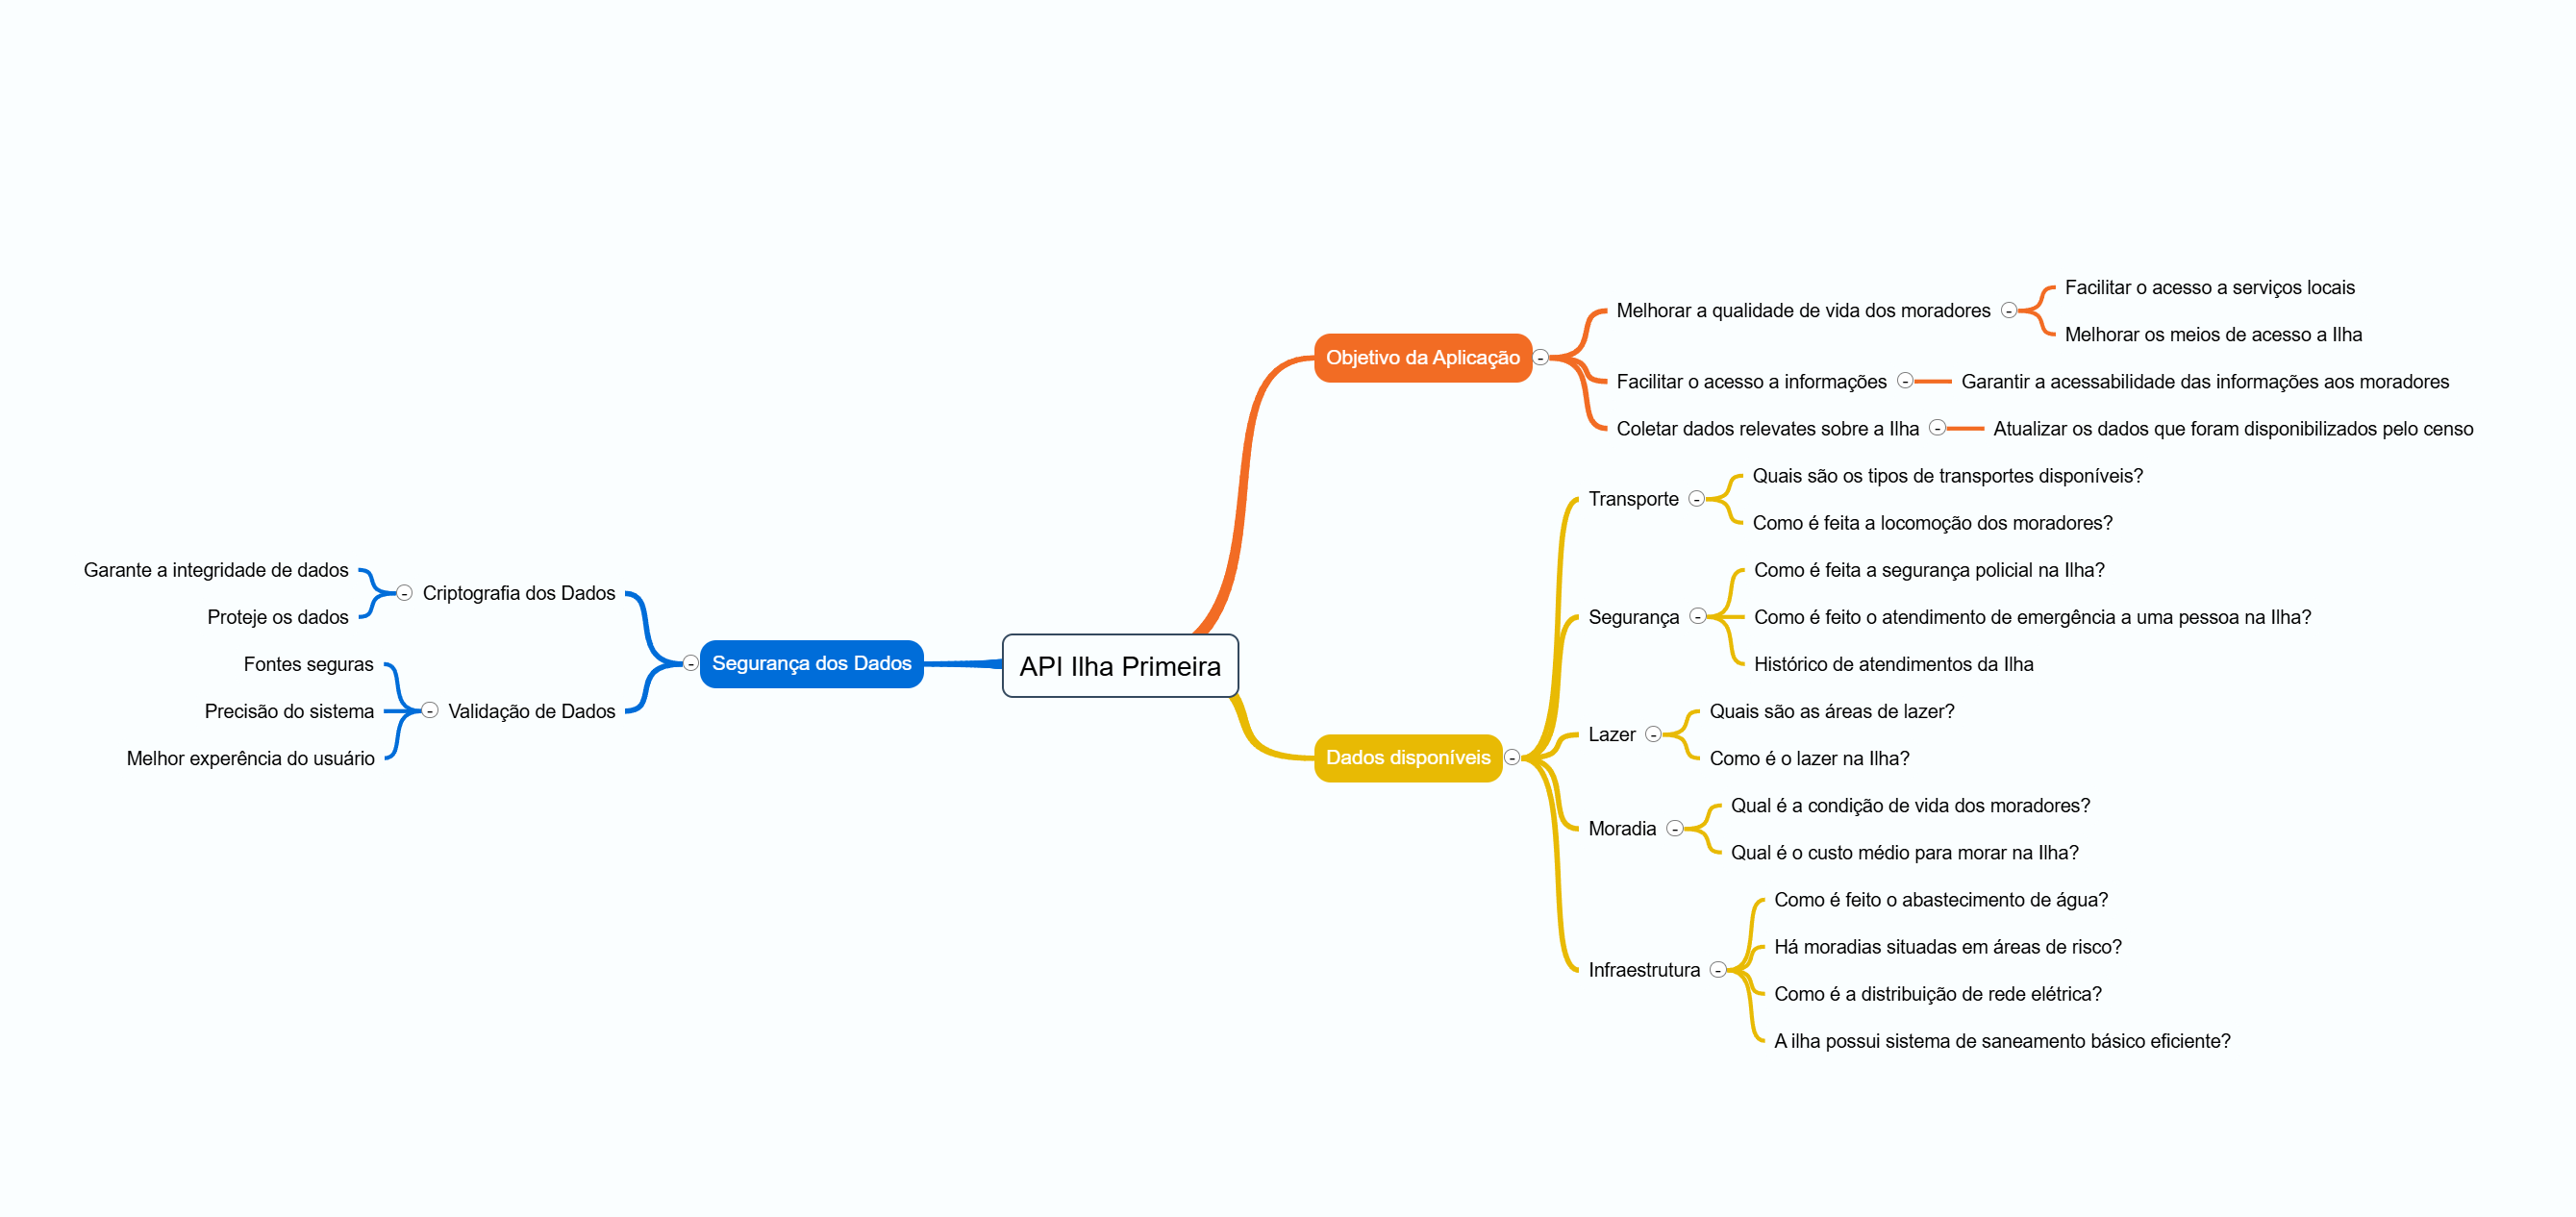 API Ilha Primeira
Objetivo da Aplicação
Melhorar a qualidade de vida dos moradores
Facilitar o acesso a serviços locais
Melhorar os meios de acesso a Ilha
Facilitar o acesso a informações
Garantir a acessabilidade das informações aos moradores
Coletar dados relevates sobre a Ilha
Atualizar os dados que foram disponibilizados pelo censo
Dados disponíveis
Transporte
Quais são os tipos de transportes disponíveis?
Como é feita a locomoção dos moradores?
Segurança
Como é feita a segurança policial na Ilha?
Como é feito o atendimento de emergência a uma pessoa na Ilha?
Histórico de atendimentos da Ilha
Lazer
Quais são as áreas de lazer?
Como é o lazer na Ilha?
Moradia
Qual é a condição de vida dos moradores?
Qual é o custo médio para morar na Ilha?
Infraestrutura
Como é feito o abastecimento de água?
Há moradias situadas em áreas de risco?
Como é a distribuição de rede elétrica?
A ilha possui sistema de saneamento básico eficiente?
Segurança dos Dados
Criptografia dos Dados
Garante a integridade de dados
Proteje os dados
Validação de Dados
Fontes seguras
Precisão do sistema
Melhor experência do usuário